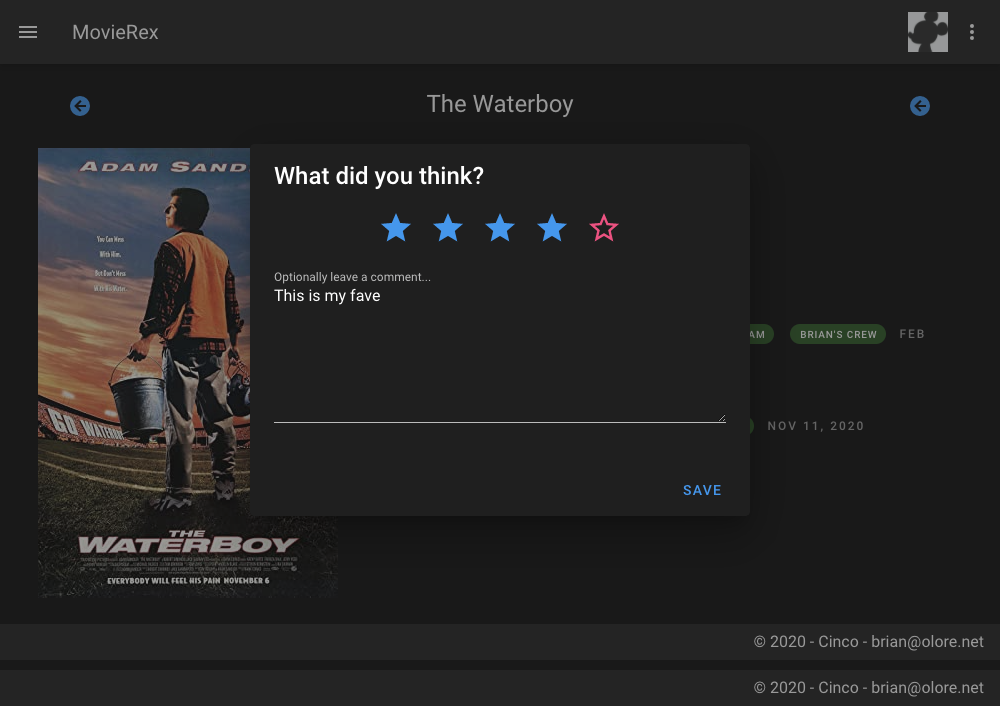 MovieRex
The Waterboy
ADAM SAND
What did you think?
You Can Mess
With Him.
But Don't Mess
With His Water.
Optionally leave a comment...
This is my fave
AM
BRIAN'S CREW
FEB
GO
NOV 11, 2020
SAVE
THE
WATERBOY
EVERYBODY WILL FEEL HIS PAIN NOVEMBER 6
© 2020 - Cinco - brian@olore.net
© 2020 - Cinco - brian@olore.net